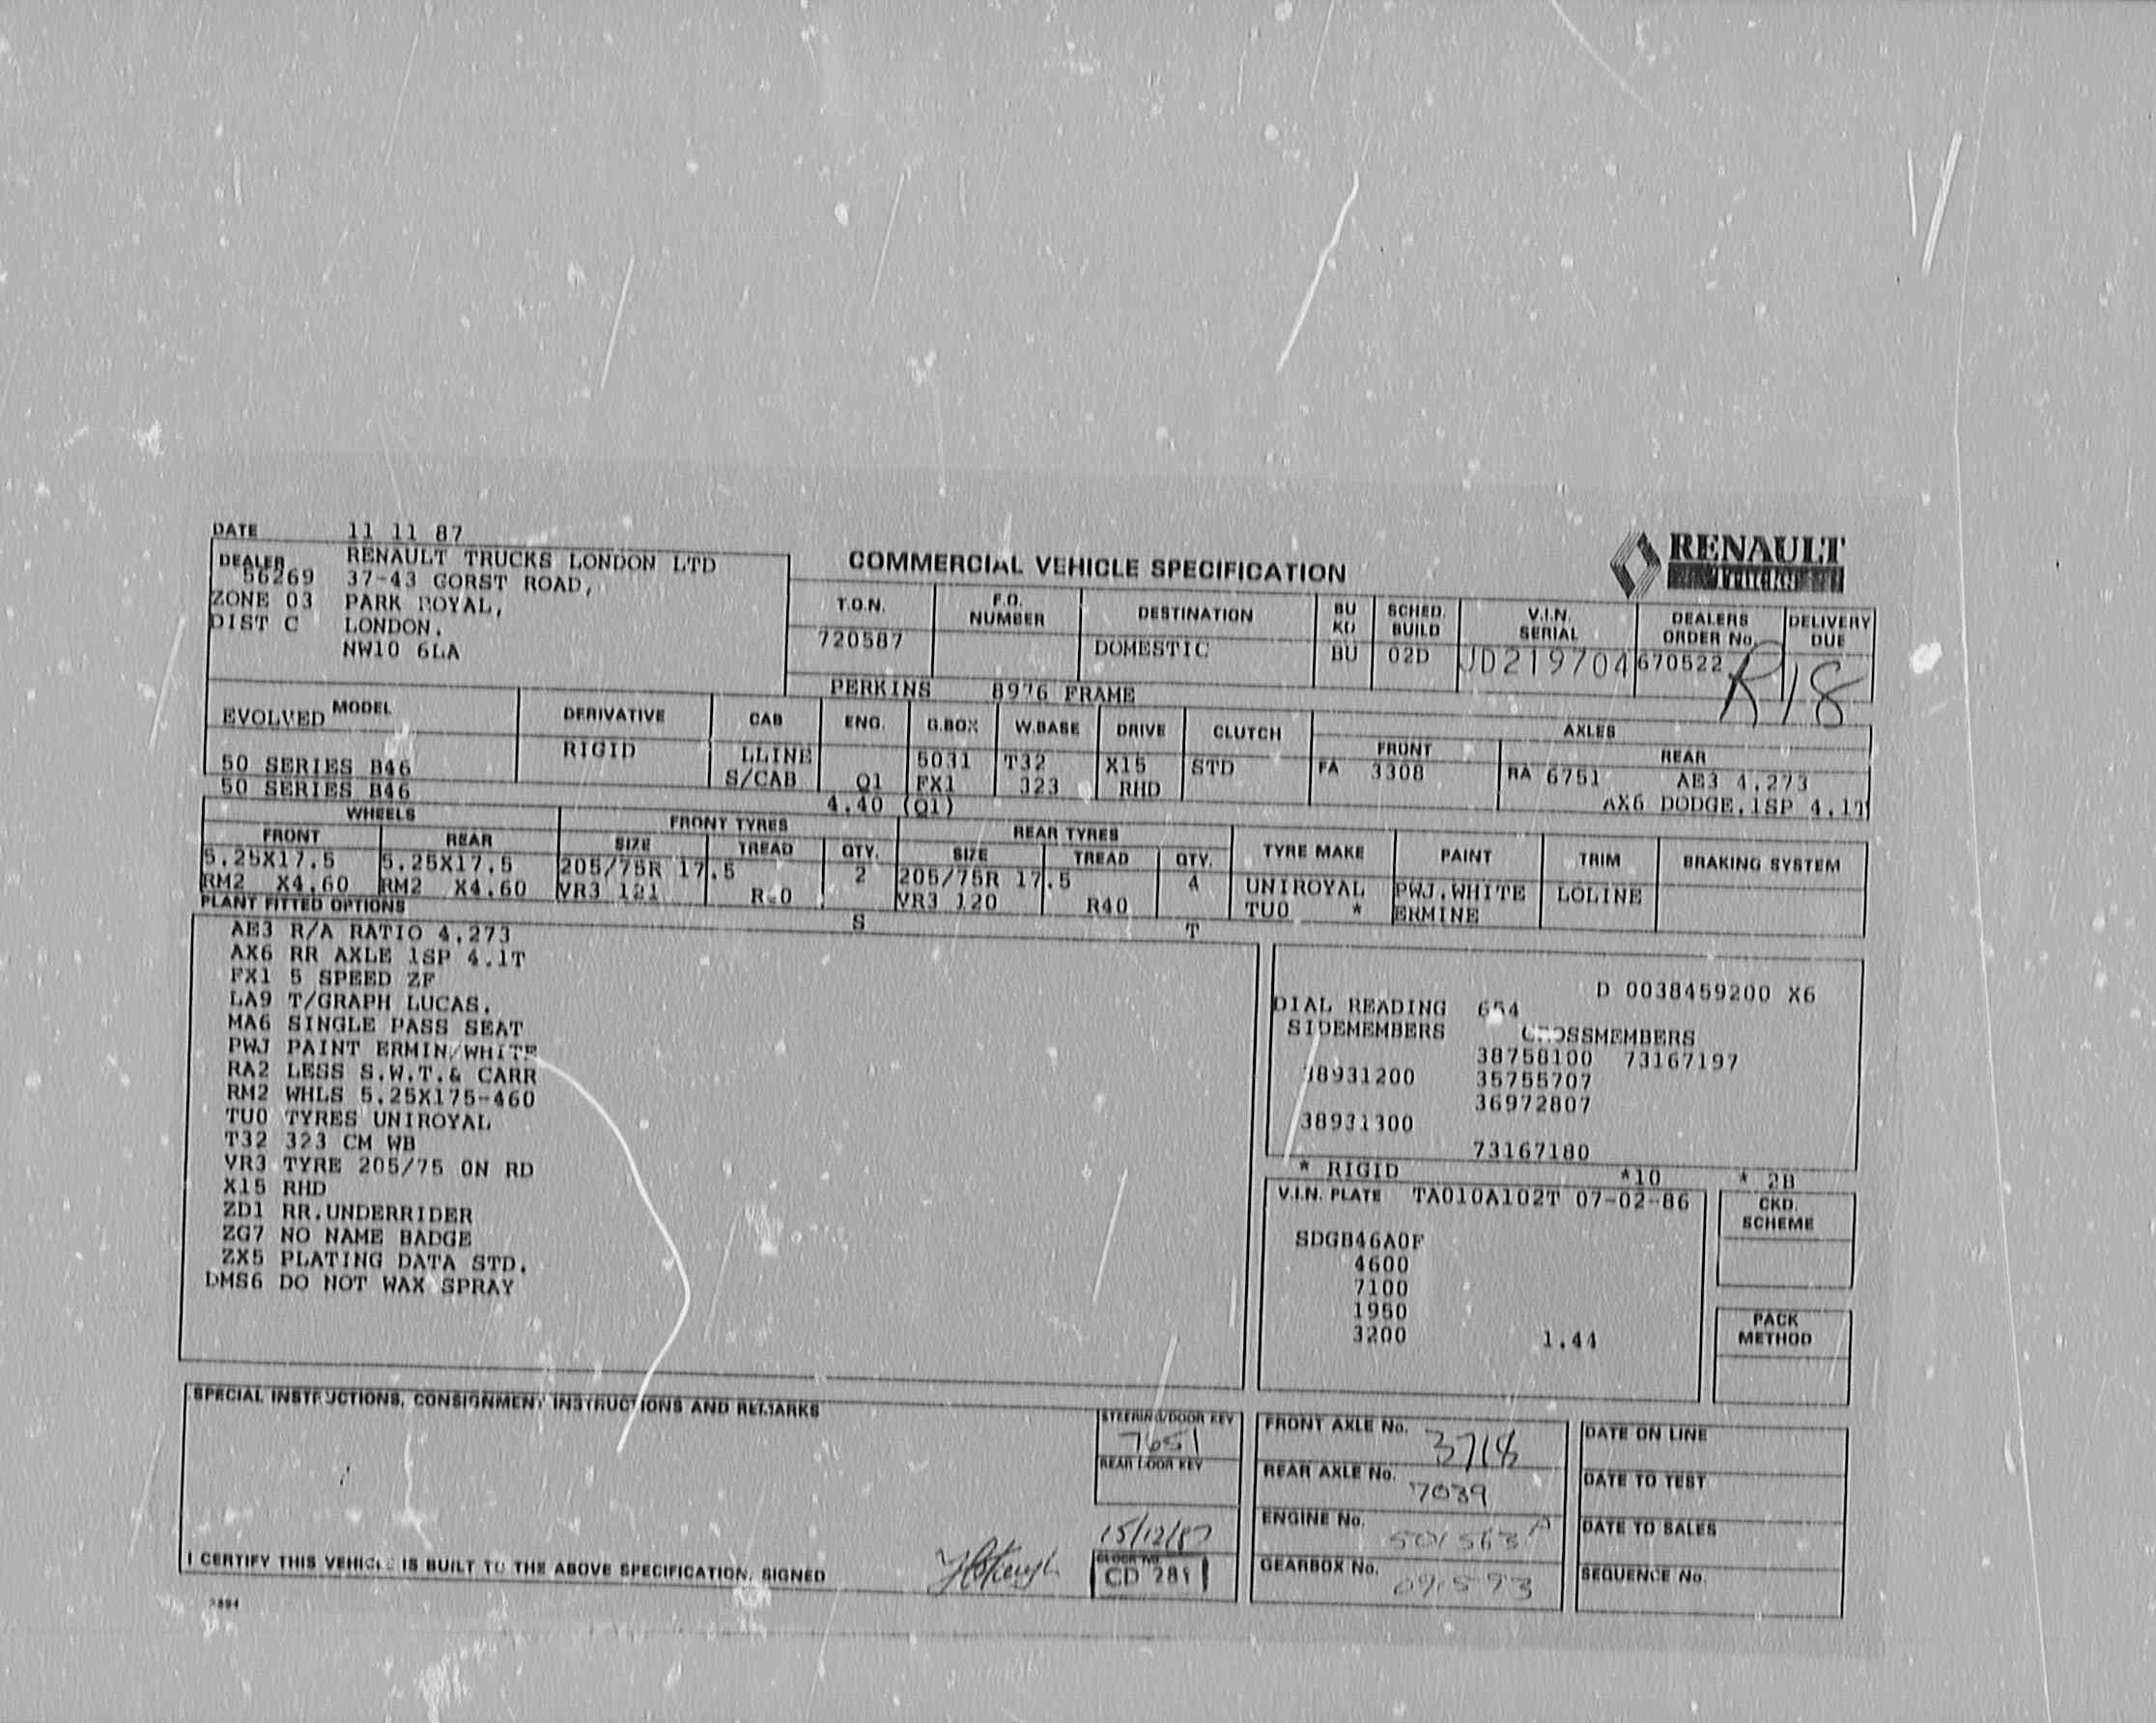 DATE 11 11 87
DEALER RENAULT TRUCKS LONDON LTD
56269 37-43 GORST ROAD,
ZONE 03 PARK ROYAL,
DIST C LONDON.
NW10 6LA
COMMERCIAL VEHICLE SPECIFICATION
RENAULT
TRUCKS
T.O.N. F.O. NUMBER DESTINATION BU KD SCHED. BUILD V.I.N. SERIAL DEALERS ORDER No. DELIVERY DUE
720587 DOMESTIC BU 02D JD219704 670522 R18
PERKINS 8976 FRAME
MODEL DERIVATIVE CAB ENG. G.BOX W.BASE DRIVE CLUTCH AXLES
FRONT REAR
EVOLVED RIGID LLINE 5031 T32 X15 STD FA 3308 RA 6751 AE3 4.273
50 SERIES B46 S/CAB Q1 FX1 323 RHD AX6 DODGE.1SP 4.1T
50 SERIES B46 4.40 (Q1)
WHEELS FRONT TYRES REAR TYRES
FRONT REAR SIZE TREAD QTY. SIZE TREAD QTY. TYRE MAKE PAINT TRIM BRAKING SYSTEM
5.25X17.5 5.25X17.5 205/75R 17.5 2 205/75R 17.5 4 UNIROYAL PWJ.WHITE LOLINE
RM2 X4.60 RM2 X4.60 VR3 121 VR3 120 R40 TU0 * ERMINE
PLANT FITTED OPTIONS S T
AE3 R/A RATIO 4.273
AX6 RR AXLE 1SP 4.1T
FX1 5 SPEED ZF
LA9 T/GRAPH LUCAS.
MA6 SINGLE PASS SEAT
PWJ PAINT ERMIN/WHITE
RA2 LESS S.W.T.& CARR
RM2 WHLS 5.25X175-460
TU0 TYRES UNIROYAL
T32 323 CM WB
VR3 TYRE 205/75 ON RD
X15 RHD
ZD1 RR.UNDERRIDER
ZG7 NO NAME BADGE
ZX5 PLATING DATA STD.
DMS6 DO NOT WAX SPRAY
D 0038459200 X6
DIAL READING 654
SIDEMEMBERS CROSSMEMBERS
38758100 73167197
38931200 35755707
36972807
38931300
73167180
* RIGID *10 * 2B
V.I.N. PLATE TA010A102T 07-02-86
SDGB46A0F
4600
7100
1950
3200 1.44
CKD. SCHEME
PACK METHOD
SPECIAL INSTRUCTIONS, CONSIGNMENT INSTRUCTIONS AND REMARKS
STEERING/DOOR KEY
7651
REAR DOOR KEY
15/12/87
CD 281
I CERTIFY THIS VEHICLE IS BUILT TO THE ABOVE SPECIFICATION. SIGNED
FRONT AXLE No. 3718
REAR AXLE No. 7039
ENGINE No. 501563A
GEARBOX No.
DATE ON LINE
DATE TO TEST
DATE TO SALES
SEQUENCE No.